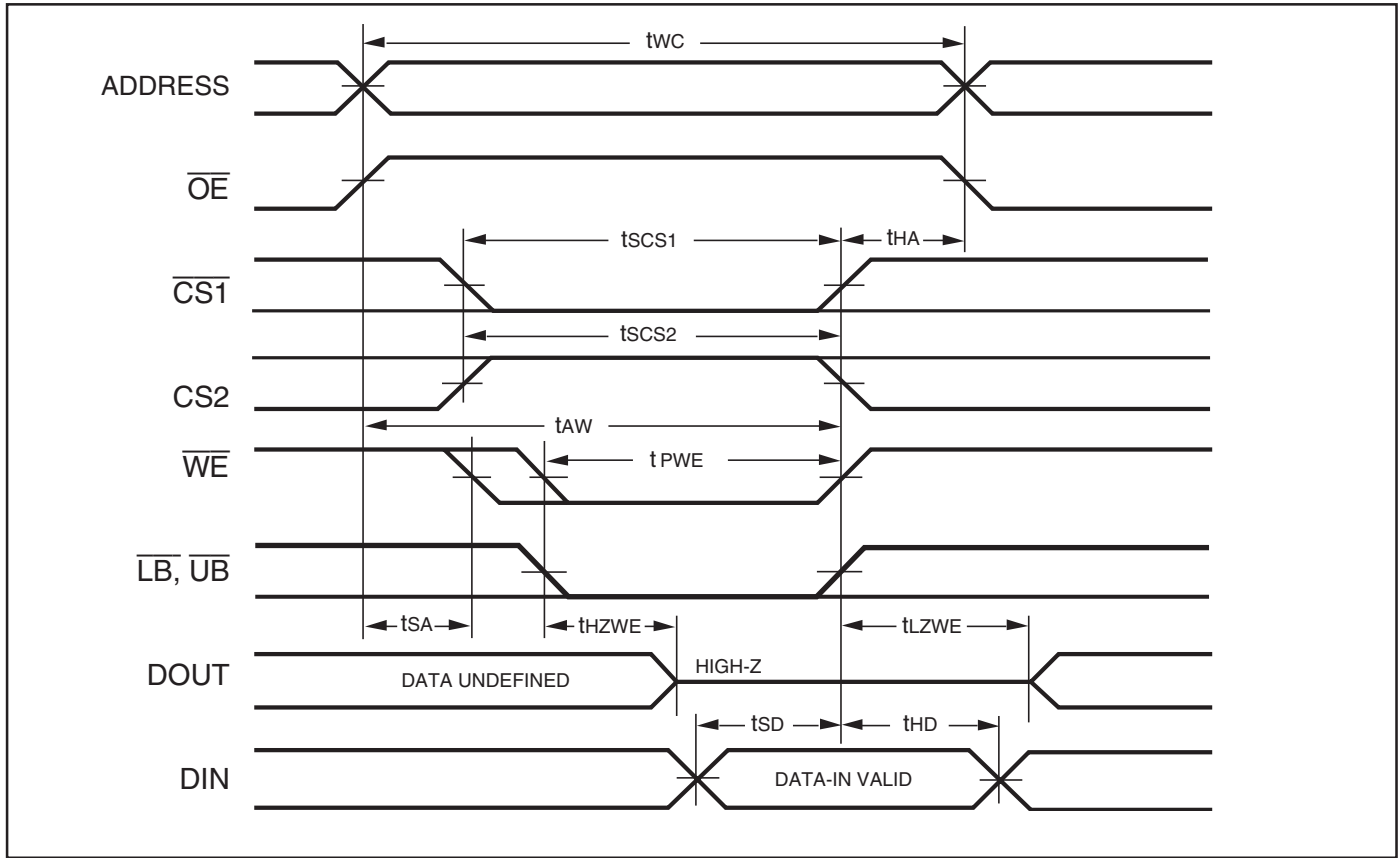 tWC
ADDRESS
OE
tSCS1
tHA
CS1
tSCS2
CS2
tAW
WE
t PWE
LB, UB
tSA
tHZWE
tLZWE
DOUT
DATA UNDEFINED
HIGH-Z
tSD
tHD
DIN
DATA-IN VALID